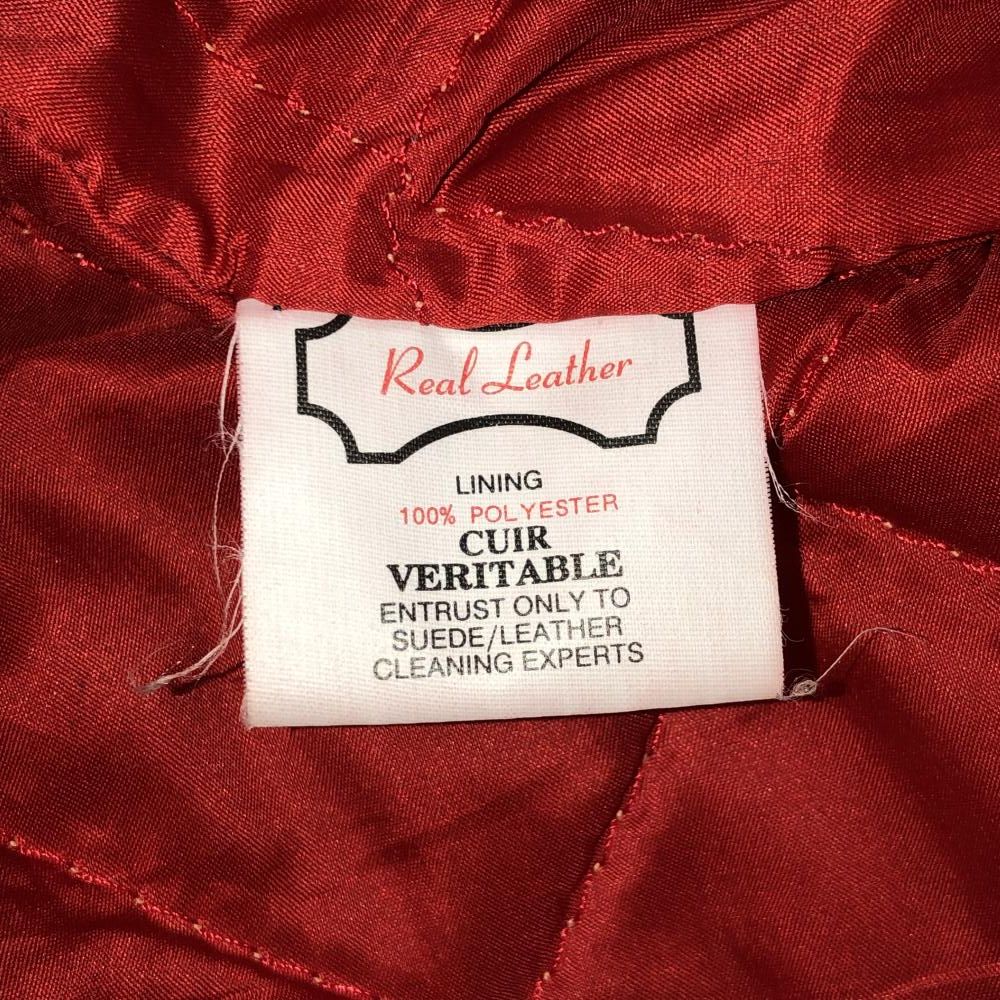 Real Leather
LINING
100% POLYESTER
CUIR
VERITABLE
ENTRUST ONLY TO
SUEDE/LEATHER
CLEANING EXPERTS